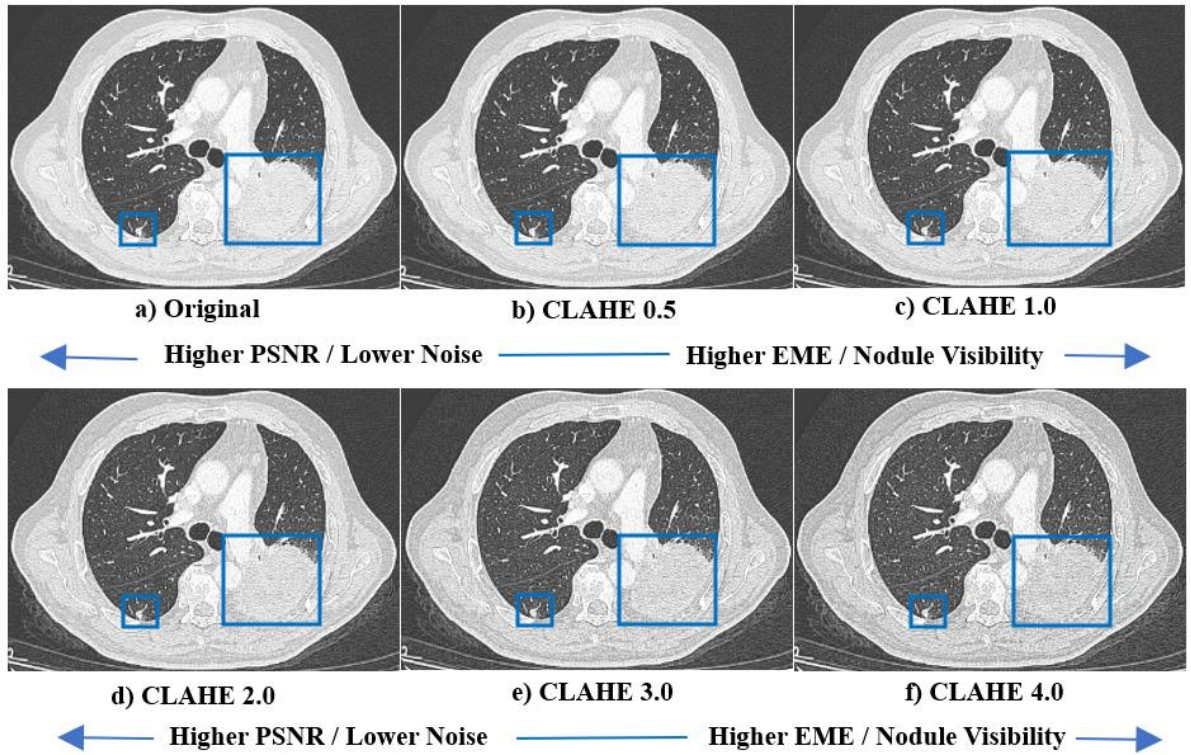 a) Original
b) CLAHE 0.5
c) CLAHE 1.0
Higher PSNR / Lower Noise
Higher EME / Nodule Visibility
d) CLAHE 2.0
e) CLAHE 3.0
f) CLAHE 4.0
Higher PSNR / Lower Noise
Higher EME / Nodule Visibility